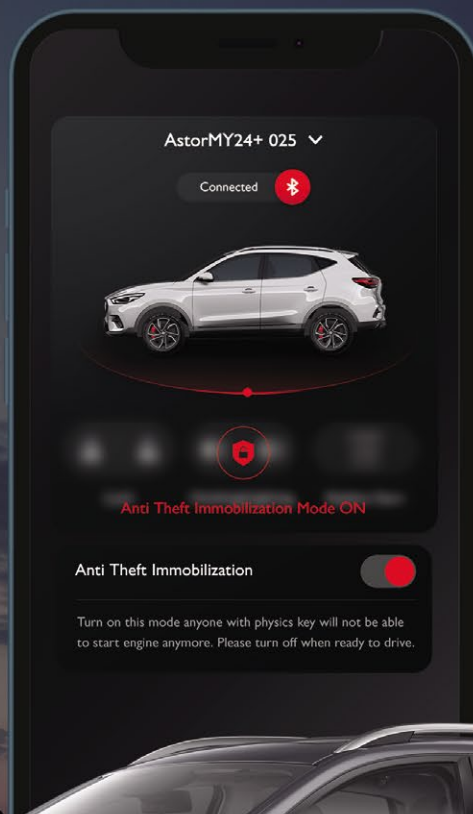 AstorMY24+ 025
Connected
Anti Theft Immobilization Mode ON
Anti Theft Immobilization
Turn on this mode anyone with physics key will not be able
to start engine anymore. Please turn off when ready to drive.